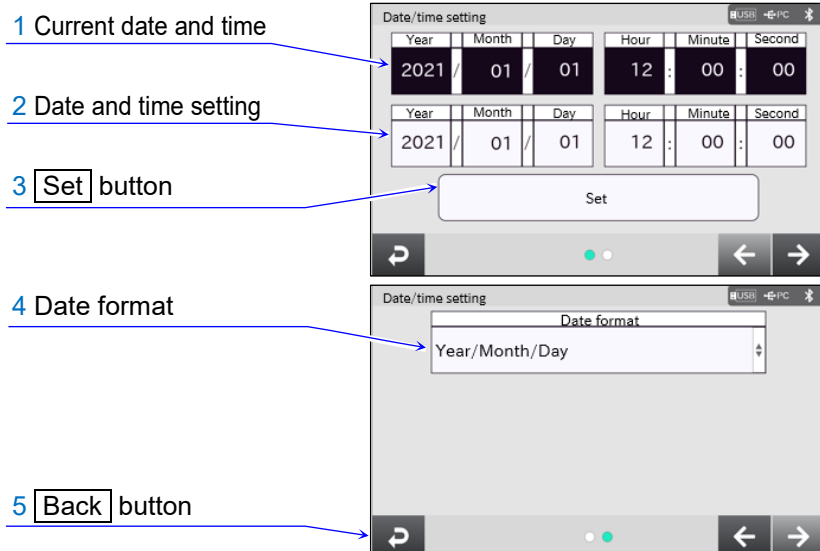 1 Current date and time
Date/time setting USB PC
Year Month Day Hour Minute Second
2021 / 01 / 01 12 : 00 : 00
2 Date and time setting
Year Month Day Hour Minute Second
2021 / 01 / 01 12 : 00 : 00
3 Set button
Set
4 Date format
Date/time setting USB PC
Date format
Year/Month/Day
5 Back button